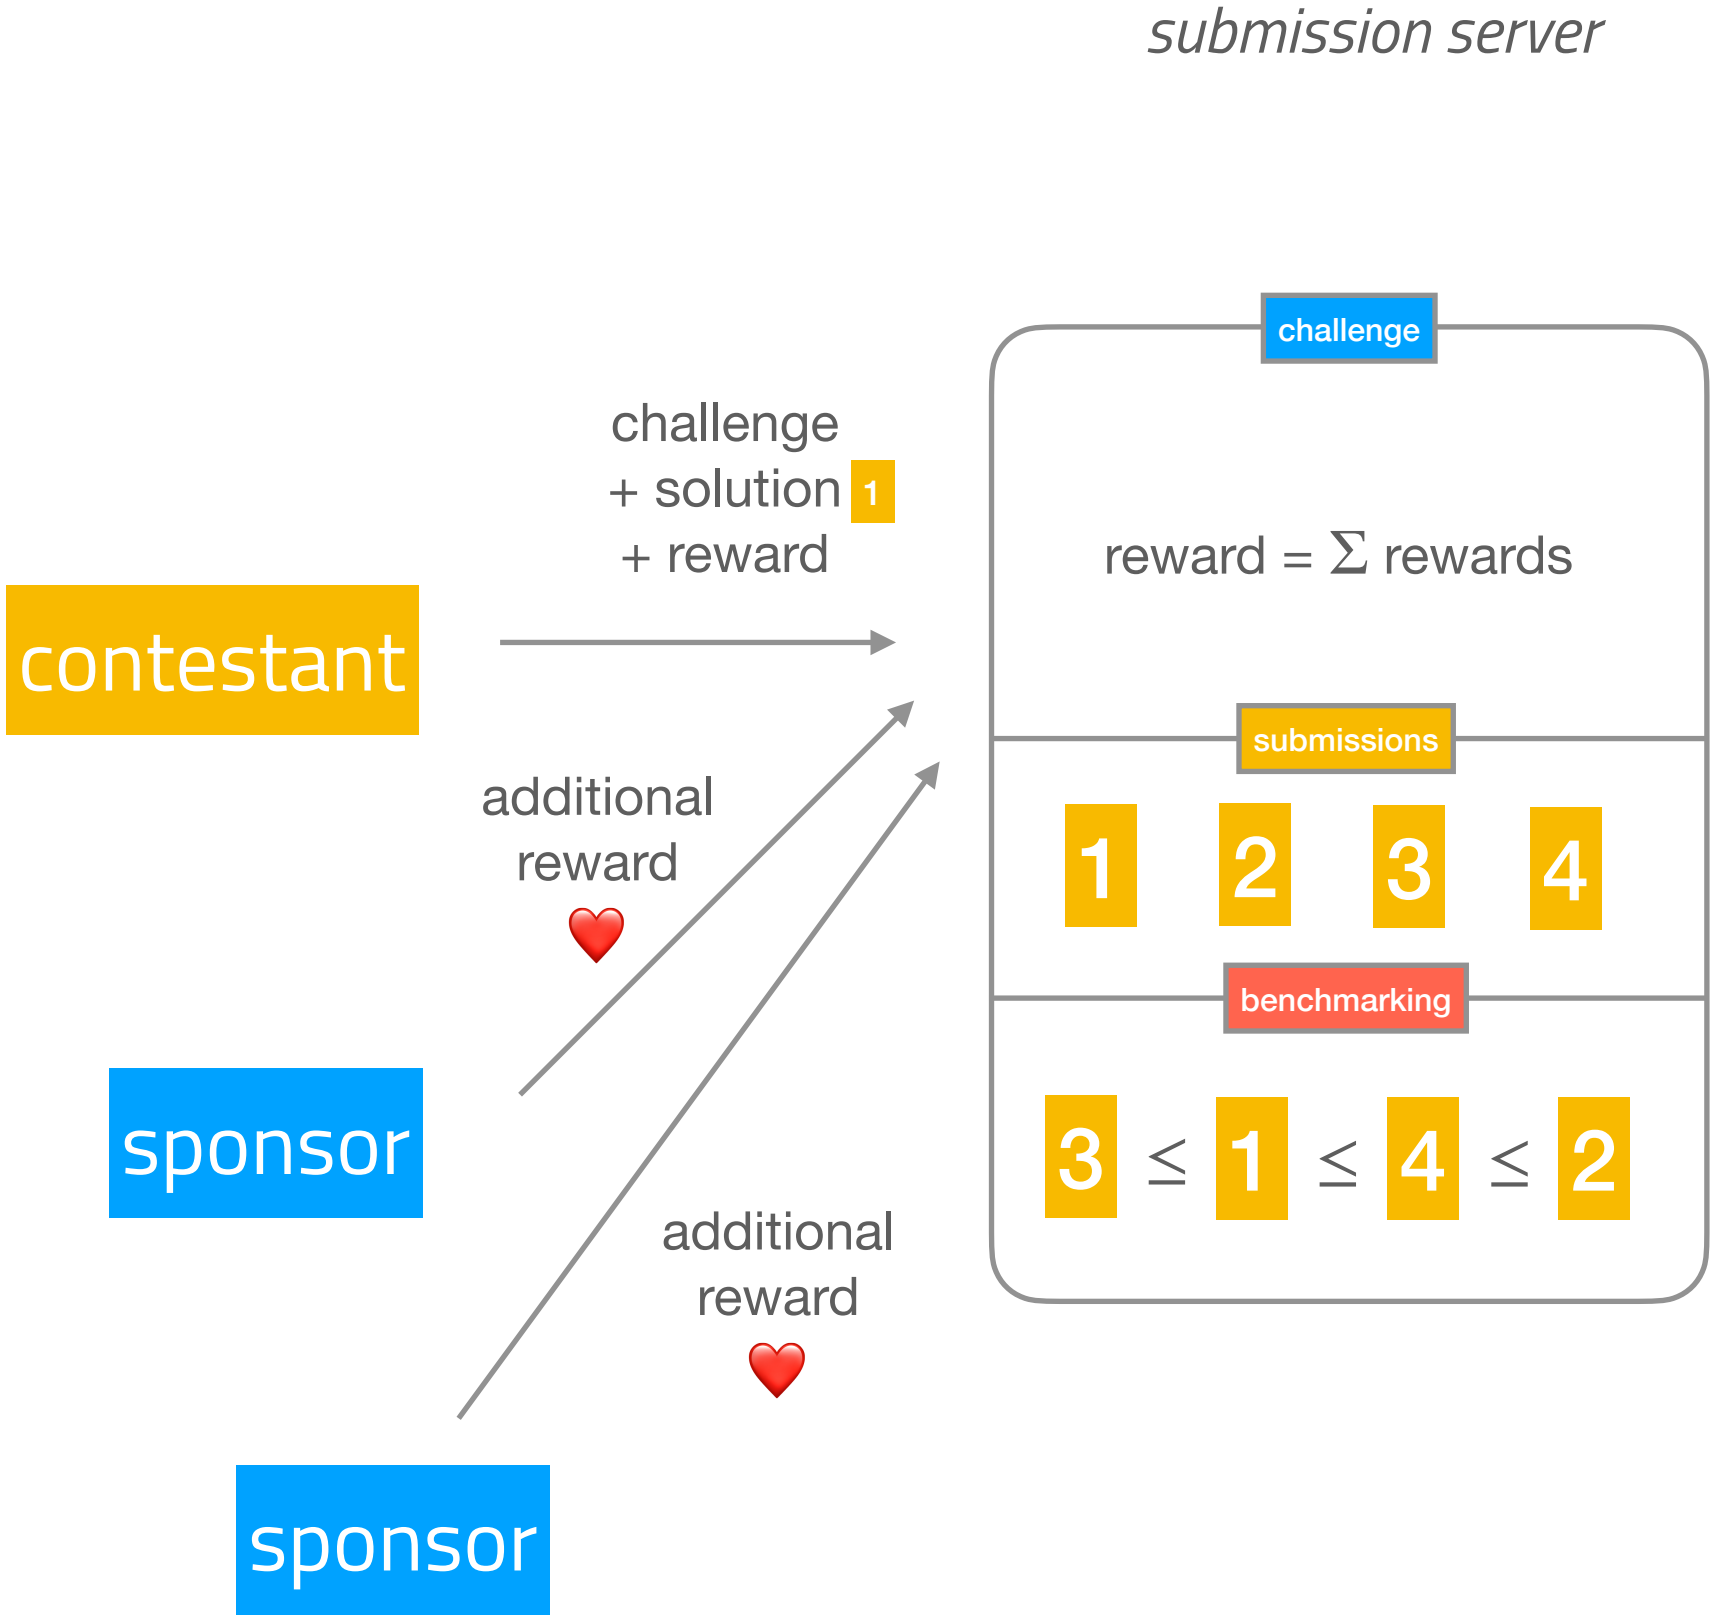 submission server
challenge
challenge
+ solution 1
+ reward
reward = Σ rewards
contestant
submissions
additional
reward
1 2 3 4
benchmarking
sponsor
3 ≤ 1 ≤ 4 ≤ 2
additional
reward
sponsor